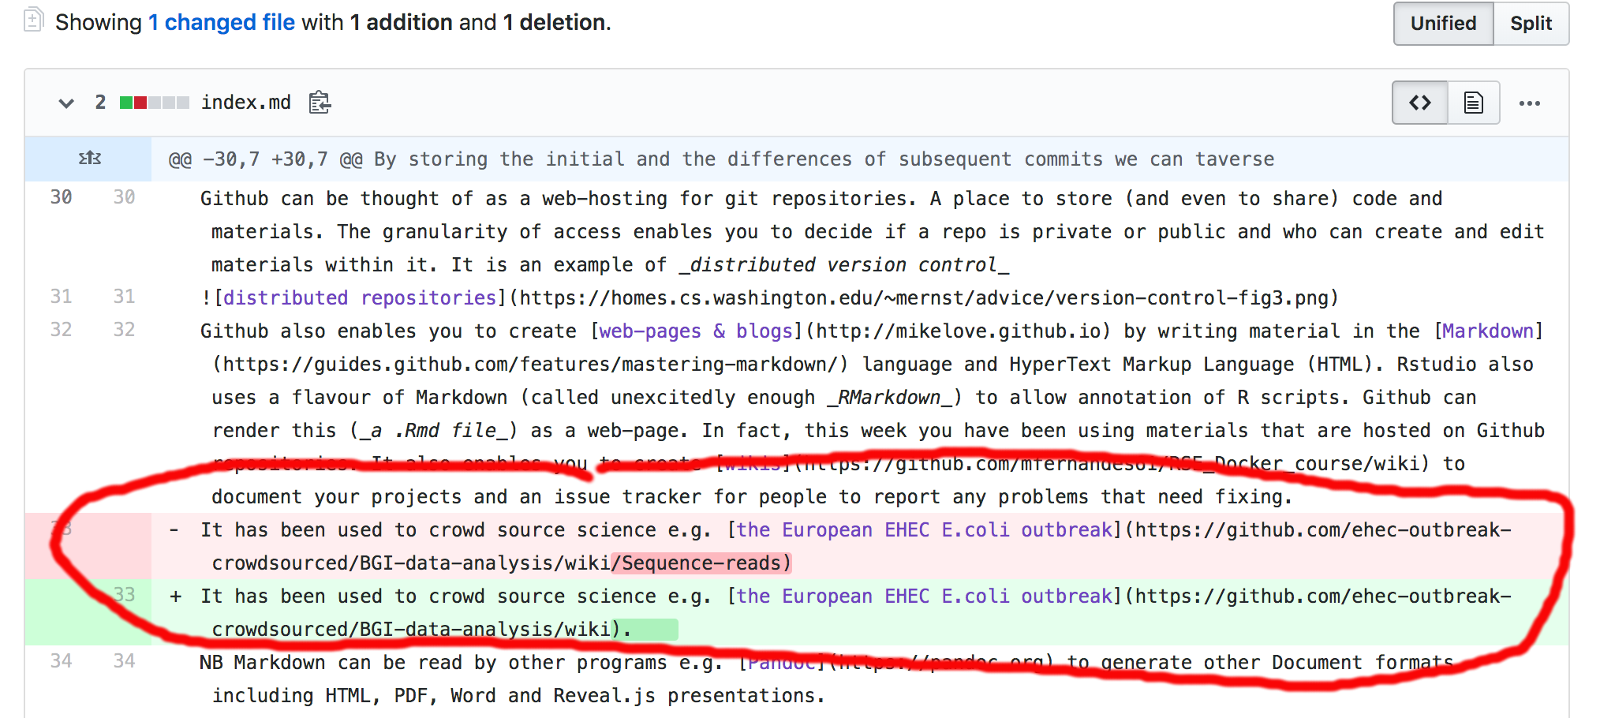 Showing 1 changed file with 1 addition and 1 deletion.
Unified Split
2 index.md
@@ -30,7 +30,7 @@ By storing the initial and the differences of subsequent commits we can taverse
30 30 Github can be thought of as a web-hosting for git repositories. A place to store (and even to share) code and
materials. The granularity of access enables you to decide if a repo is private or public and who can create and edit
materials within it. It is an example of _distributed version control_
31 31 ![distributed repositories](https://homes.cs.washington.edu/~mernst/advice/version-control-fig3.png)
32 32 Github also enables you to create [web-pages & blogs](http://mikelove.github.io) by writing material in the [Markdown]
(https://guides.github.com/features/mastering-markdown/) language and HyperText Markup Language (HTML). Rstudio also
uses a flavour of Markdown (called unexcitedly enough _RMarkdown_) to allow annotation of R scripts. Github can
render this (_a .Rmd file_) as a web-page. In fact, this week you have been using materials that are hosted on Github
repositories. It also enables you to create [wikis](https://github.com/mfernandes61/RSE_Docker_course/wiki) to
document your projects and an issue tracker for people to report any problems that need fixing.
33 - It has been used to crowd source science e.g. [the European EHEC E.coli outbreak](https://github.com/ehec-outbreak-
crowdsourced/BGI-data-analysis/wiki/Sequence-reads)
33 + It has been used to crowd source science e.g. [the European EHEC E.coli outbreak](https://github.com/ehec-outbreak-
crowdsourced/BGI-data-analysis/wiki).
34 34 NB Markdown can be read by other programs e.g. [Pandoc](https://pandoc.org) to generate other Document formats
including HTML, PDF, Word and Reveal.js presentations.